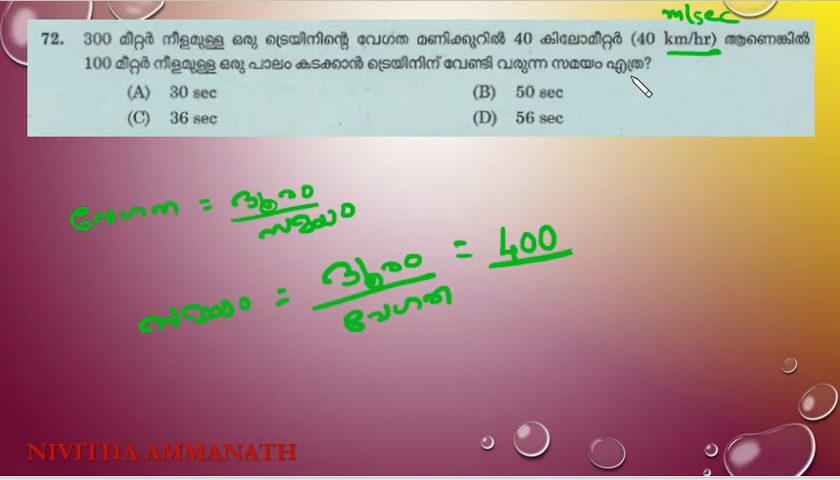 m/sec
72. 300 മീറ്റർ നീളമുള്ള ഒരു ട്രെയിനിന്റെ വേഗത മണിക്കൂറിൽ 40 കിലോമീറ്റർ (40 km/hr) ആണെങ്കിൽ
100 മീറ്റർ നീളമുള്ള ഒരു പാലം കടക്കാൻ ട്രെയിനിന് വേണ്ടി വരുന്ന സമയം എത്ര?
(A) 30 sec (B) 50 sec
(C) 36 sec (D) 56 sec
വേഗത = ദൂരം
സമയം
സമയം = ദൂരം = 400
വേഗത
NIVITHA AMMANATH